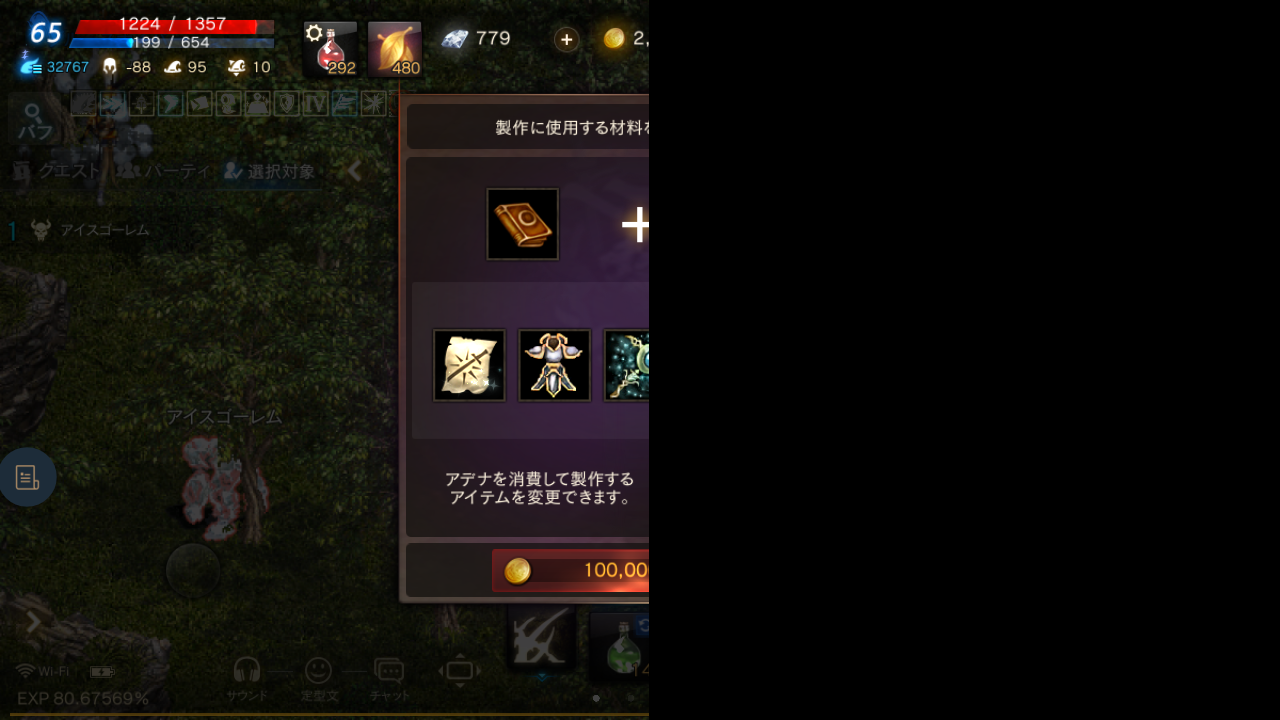 65
1224 / 1357
199 / 654
32767 -88 95 10
292
480
779
2,
バフ
IV
クエスト パーティ 選択対象
1 アイスゴーレム
アイスゴーレム
製作に使用する材料
アデナを消費して製作する
アイテムを変更できます。
100,00
Wi-Fi
EXP 80.67569%
サウンド 定型文 チャット
14